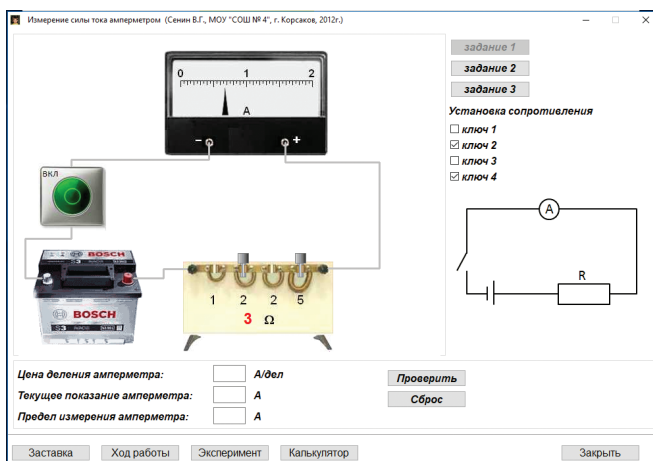 Измерение силы тока амперметром (Сенин В.Г., МОУ "СОШ № 4", г. Корсаков, 2012г.)
0 1 2
A
- +
ВКЛ
BOSCH
S3
BOSCH
S3
1 2 2 5
3 Ω
задание 1
задание 2
задание 3
Установка сопротивления
ключ 1
ключ 2
ключ 3
ключ 4
A
R
Цена деления амперметра: А/дел
Текущее показание амперметра: А
Предел измерения амперметра: А
Проверить
Сброс
Заставка Ход работы Эксперимент Калькулятор Закрыть